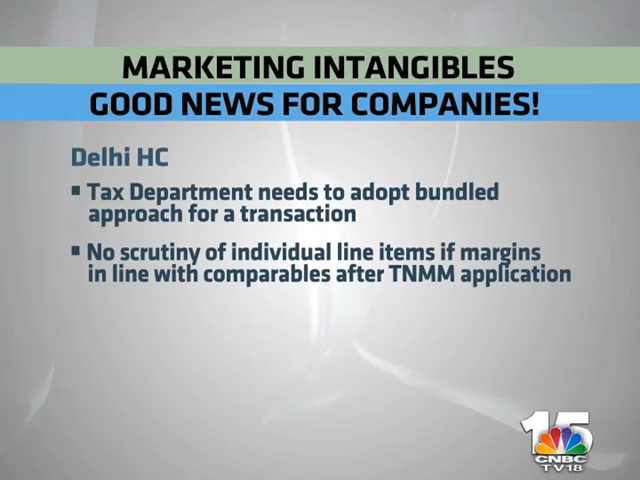 MARKETING INTANGIBLES
GOOD NEWS FOR COMPANIES!
Delhi HC
▪ Tax Department needs to adopt bundled
approach for a transaction
▪ No scrutiny of individual line items if margins
in line with comparables after TNMM application
15
CNBC
TV18